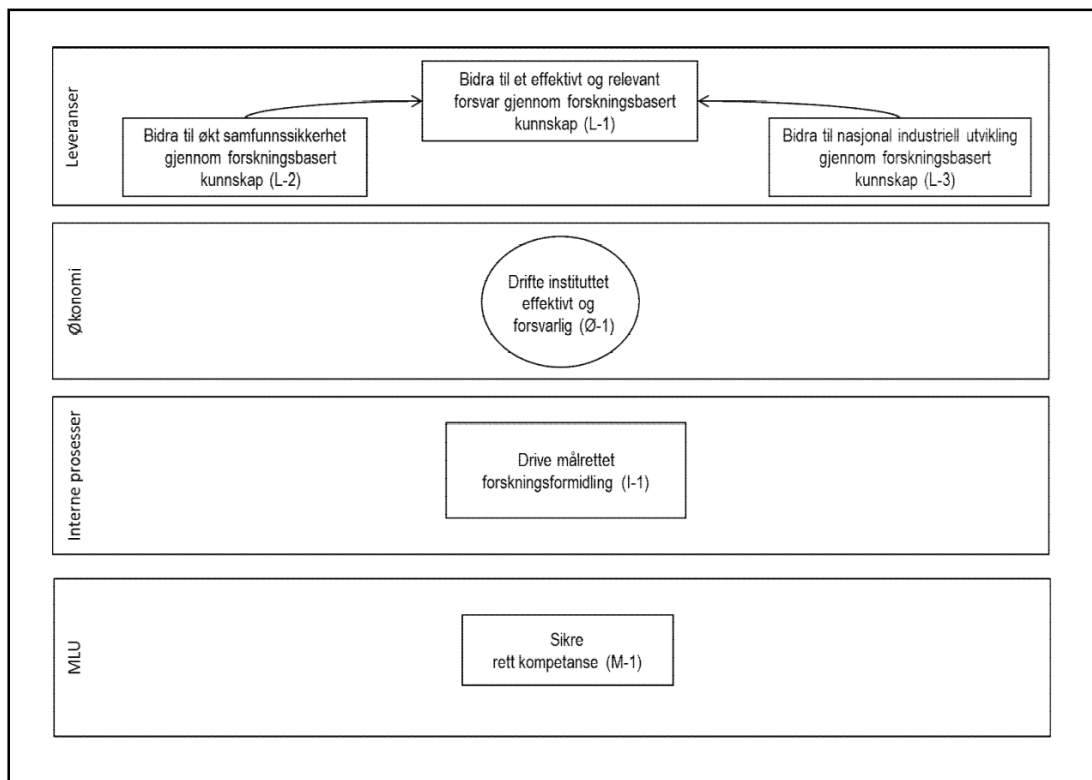 Leveranser
Bidra til et effektivt og relevant
forsvar gjennom forskningsbasert
kunnskap (L-1)
Bidra til økt samfunnssikkerhet
gjennom forskningsbasert
kunnskap (L-2)
Bidra til nasjonal industriell utvikling
gjennom forskningsbasert
kunnskap (L-3)
Økonomi
Drifte instituttet
effektivt og
forsvarlig (Ø-1)
Interne prosesser
Drive målrettet
forskningsformidling (I-1)
MLU
Sikre
rett kompetanse (M-1)